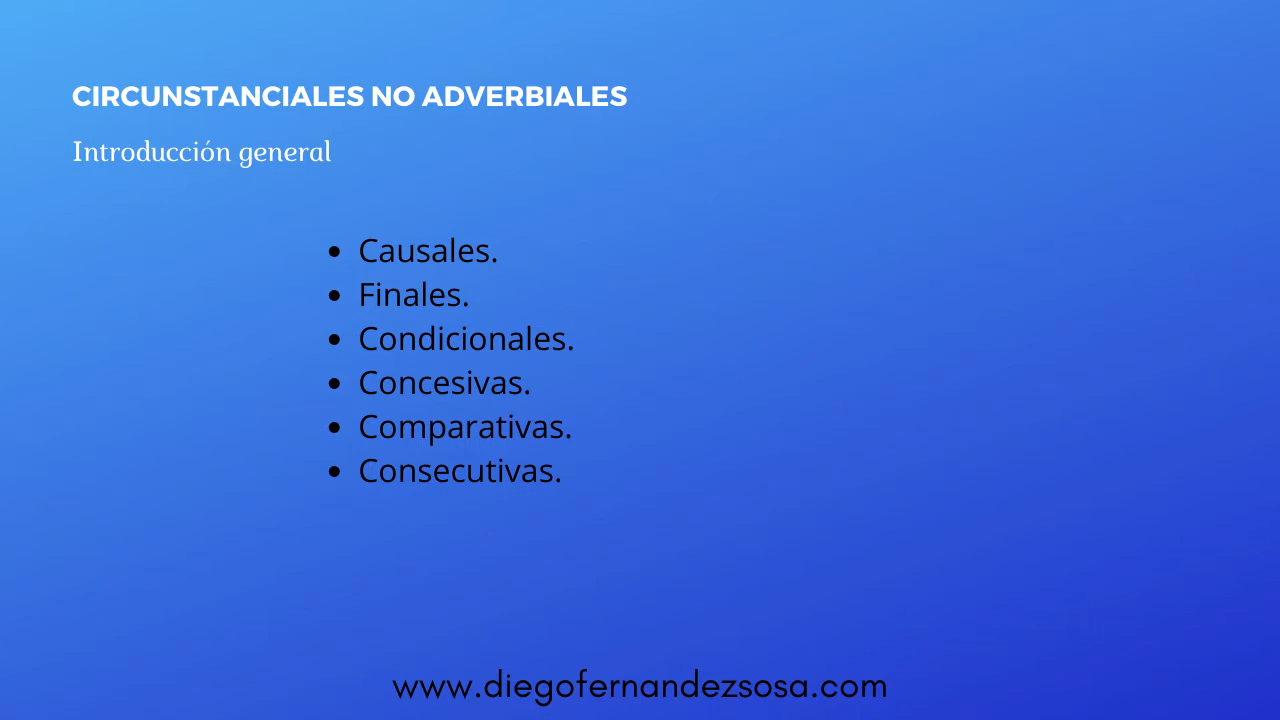 CIRCUNSTANCIALES NO ADVERBIALES
Introducción general
• Causales.
• Finales.
• Condicionales.
• Concesivas.
• Comparativas.
• Consecutivas.
www.diegofernandezsosa.com